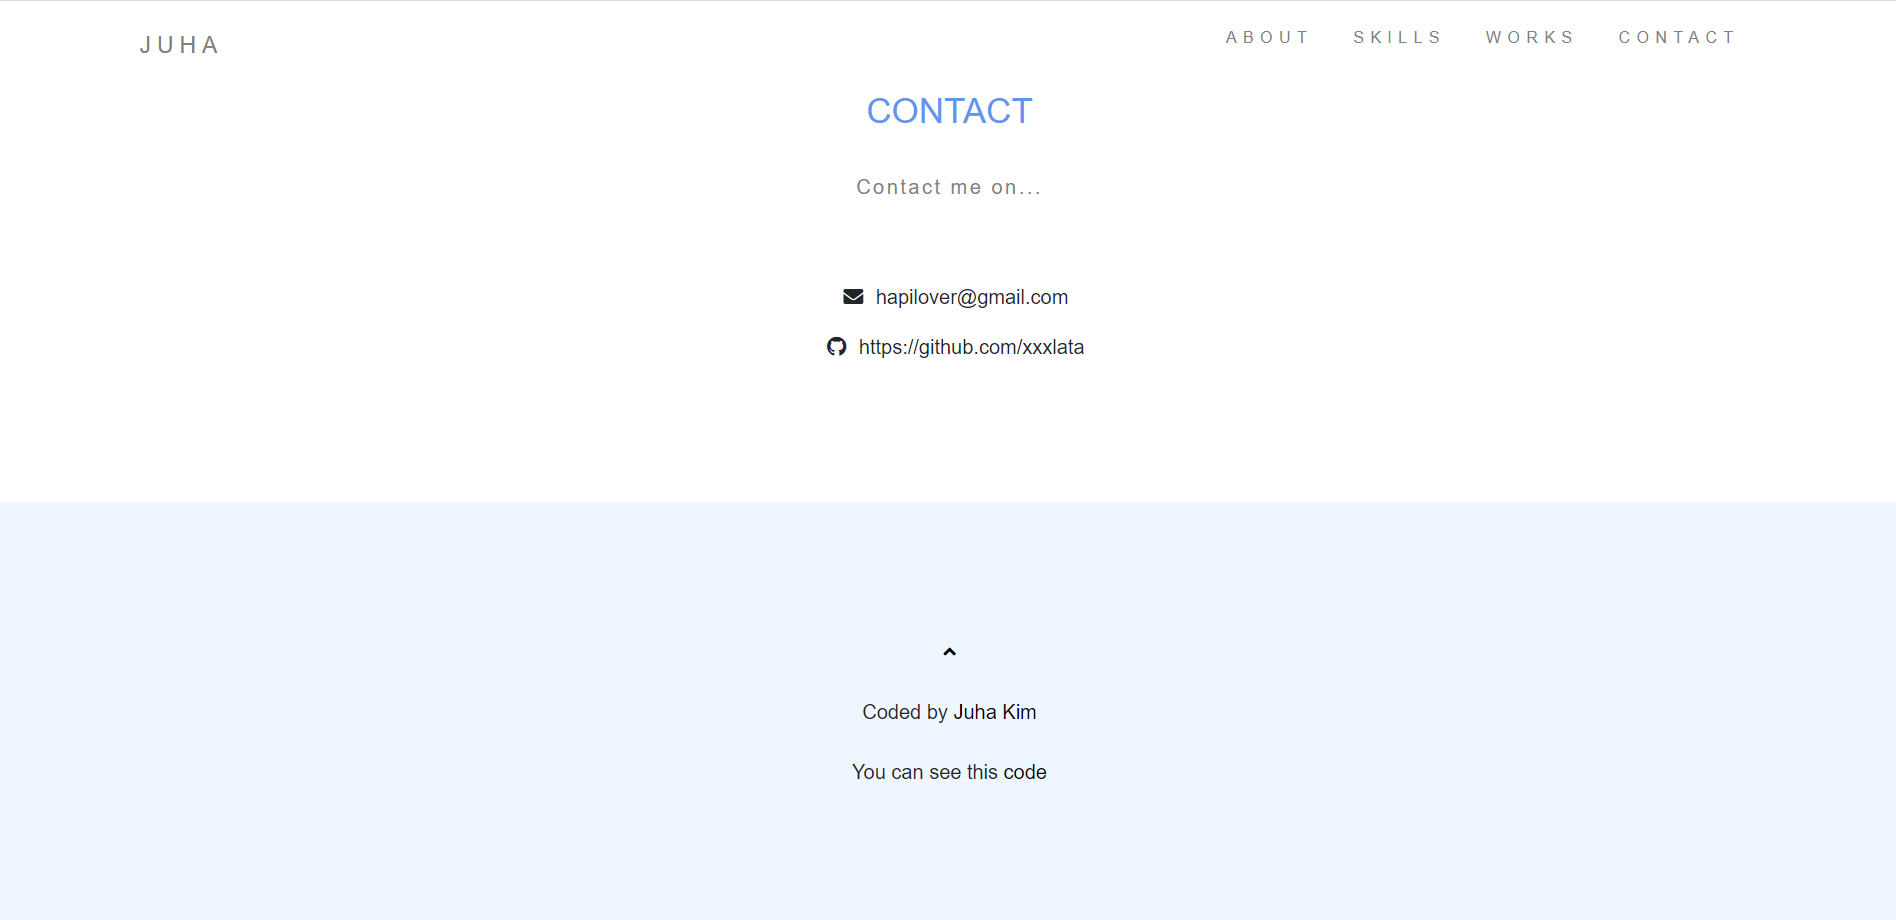 JUHA
ABOUT SKILLS WORKS CONTACT
CONTACT
Contact me on...
hapilover@gmail.com
https://github.com/xxxlata
Coded by Juha Kim
You can see this code